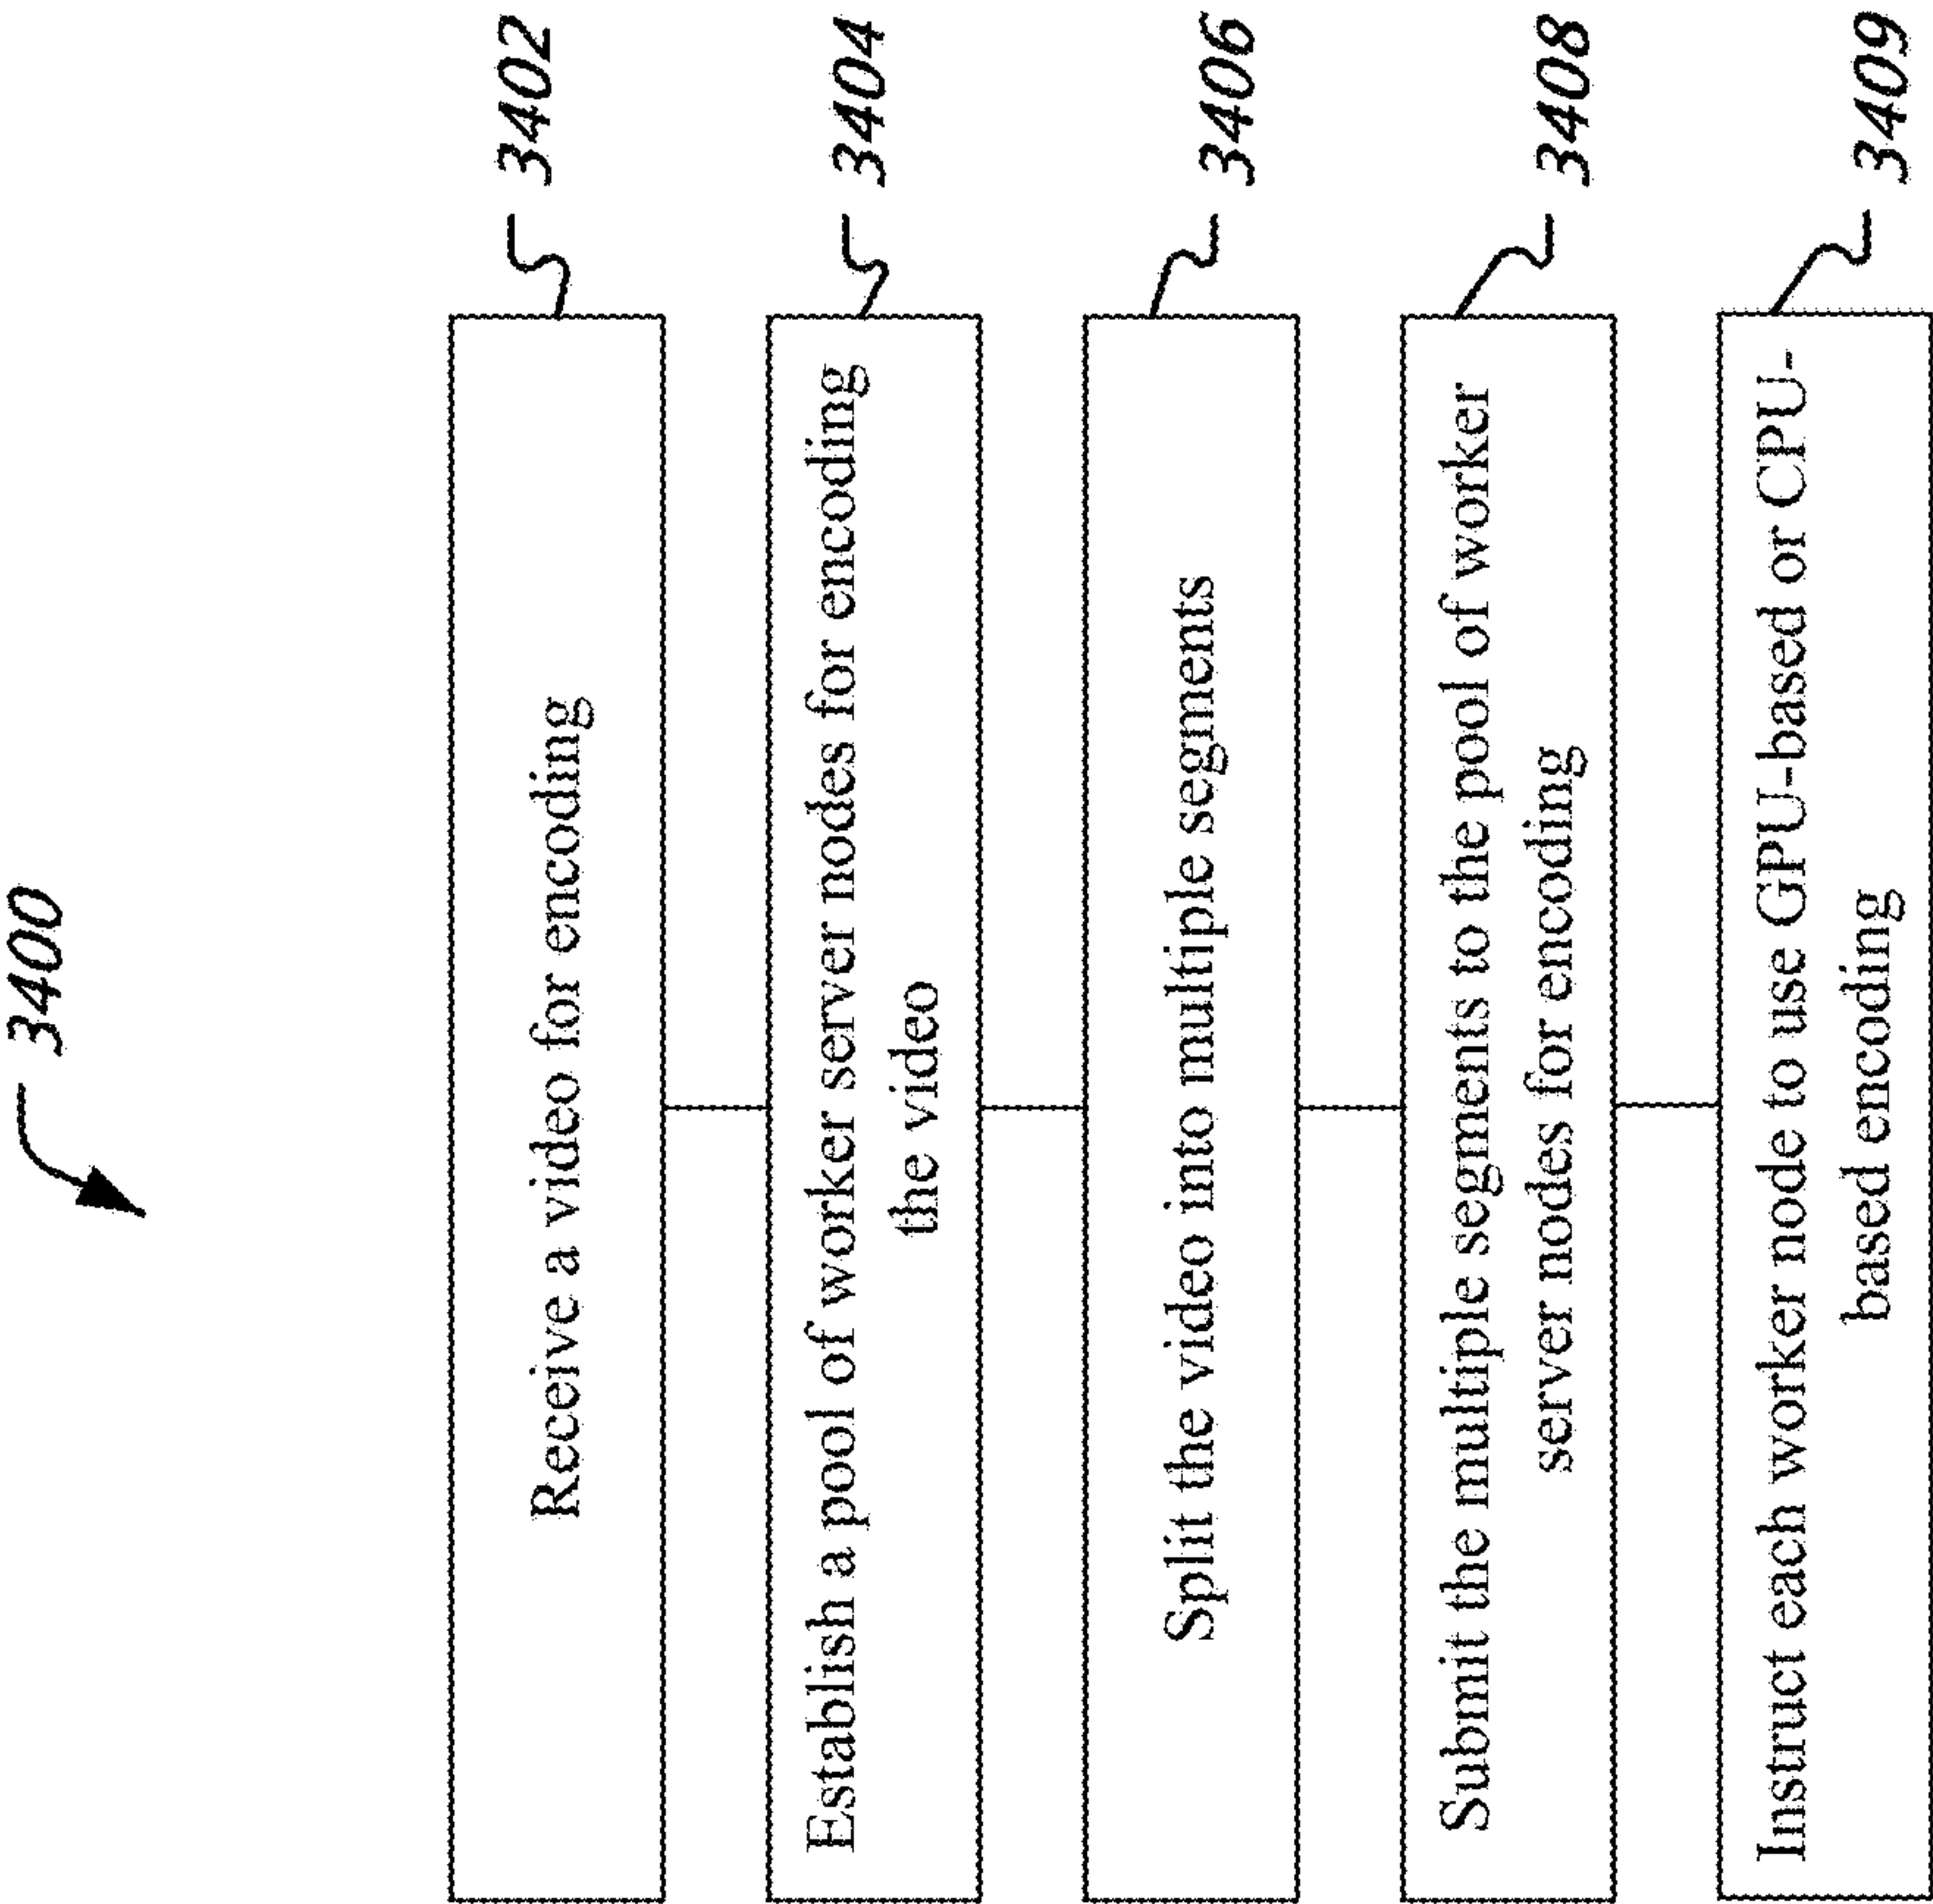 3400
Receive a video for encoding
3402
Establish a pool of worker server nodes for encoding
the video
3404
Split the video into multiple segments
3406
Submit the multiple segments to the pool of worker
server nodes for encoding
3408
Instruct each worker node to use GPU-based or CPU-
based encoding
3409